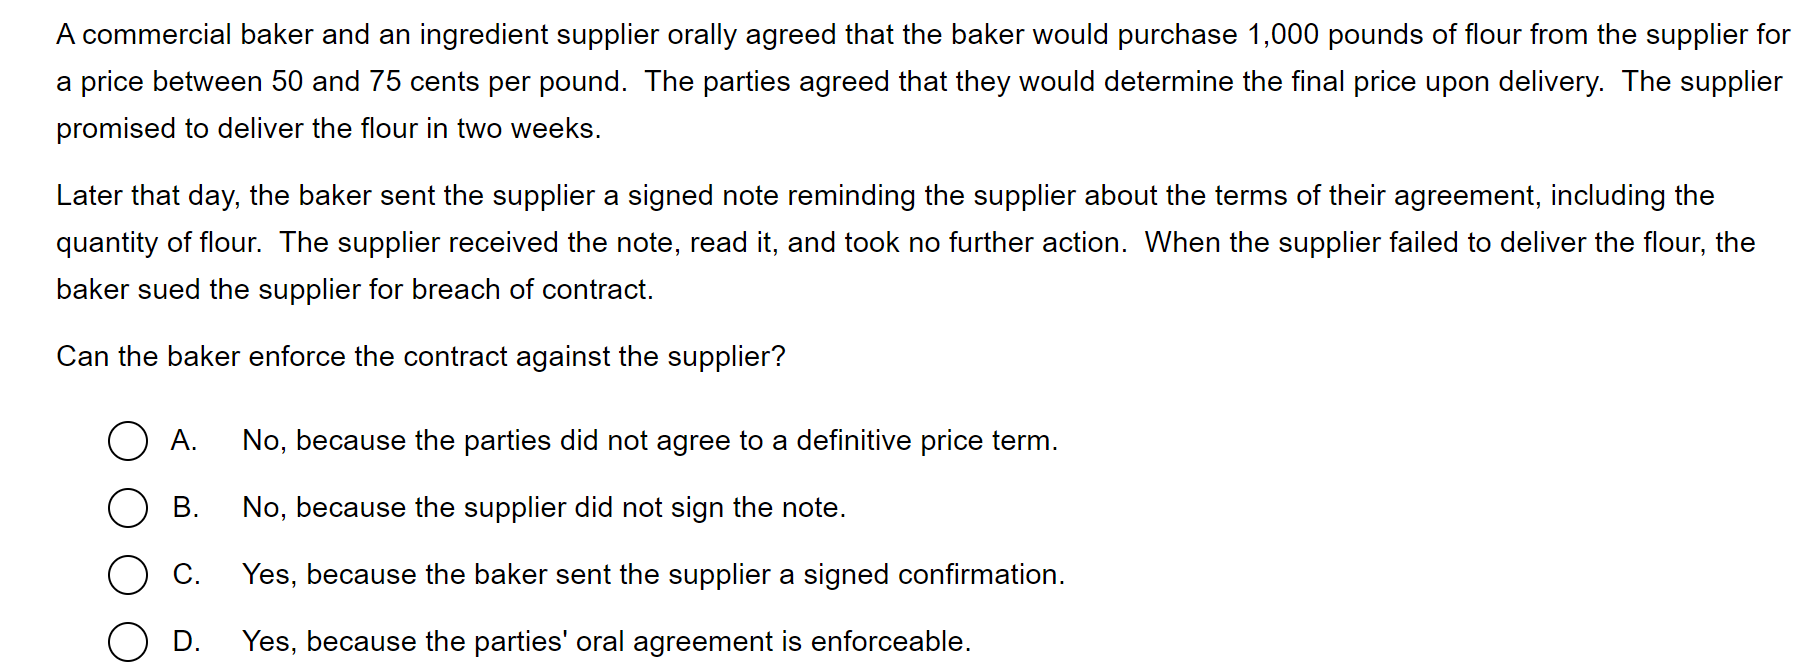 A commercial baker and an ingredient supplier orally agreed that the baker would purchase 1,000 pounds of flour from the supplier for
a price between 50 and 75 cents per pound.  The parties agreed that they would determine the final price upon delivery.  The supplier
promised to deliver the flour in two weeks.
Later that day, the baker sent the supplier a signed note reminding the supplier about the terms of their agreement, including the
quantity of flour.  The supplier received the note, read it, and took no further action.  When the supplier failed to deliver the flour, the
baker sued the supplier for breach of contract.
Can the baker enforce the contract against the supplier?
A. No, because the parties did not agree to a definitive price term.
B. No, because the supplier did not sign the note.
C. Yes, because the baker sent the supplier a signed confirmation.
D. Yes, because the parties' oral agreement is enforceable.